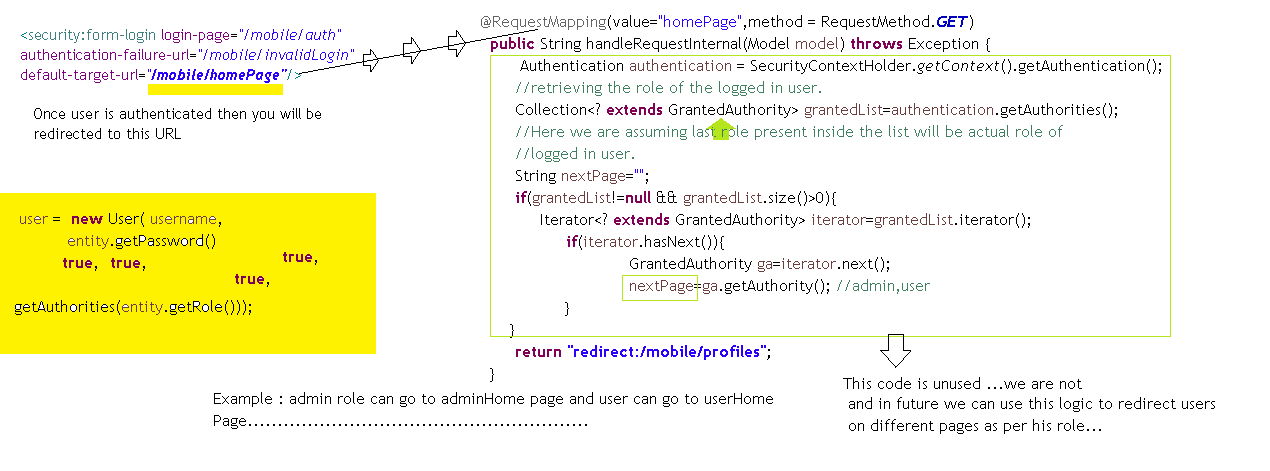 <security:form-login login-page="/mobile/auth"
authentication-failure-url="/mobile/invalidLogin"
default-target-url="/mobile/homePage"/>
Once user is authenticated then you will be
redirected to this URL
user = new User( username,
entity.getPassword()
true, true, true,
true,
getAuthorities(entity.getRole()));
@RequestMapping(value="homePage",method = RequestMethod.GET)
public String handleRequestInternal(Model model) throws Exception {
Authentication authentication = SecurityContextHolder.getContext().getAuthentication();
//retrieving the role of the logged in user.
Collection<? extends GrantedAuthority> grantedList=authentication.getAuthorities();
//Here we are assuming last role present inside the list will be actual role of
//logged in user.
String nextPage="";
if(grantedList!=null && grantedList.size()>0){
Iterator<? extends GrantedAuthority> iterator=grantedList.iterator();
if(iterator.hasNext()){
GrantedAuthority ga=iterator.next();
nextPage=ga.getAuthority(); //admin,user
}
}
return "redirect:/mobile/profiles";
}
Example : admin role can go to adminHome page and user can go to userHome
Page.........................................................
This code is unused ...we are not
and in future we can use this logic to redirect users
on different pages as per his role...